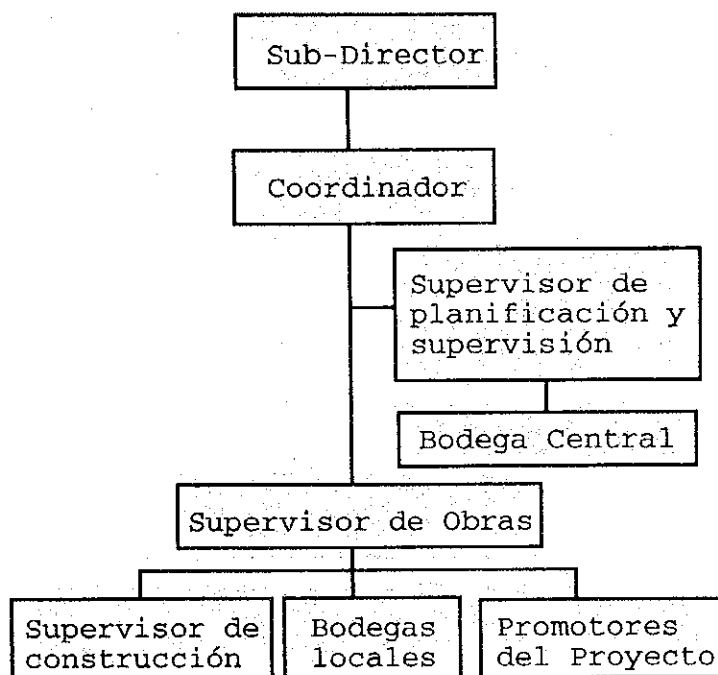 Sub-Director
Coordinador
Supervisor de
planificación y
supervisión
Bodega Central
Supervisor de Obras
Supervisor de
construcción
Bodegas
locales
Promotores
del Proyecto